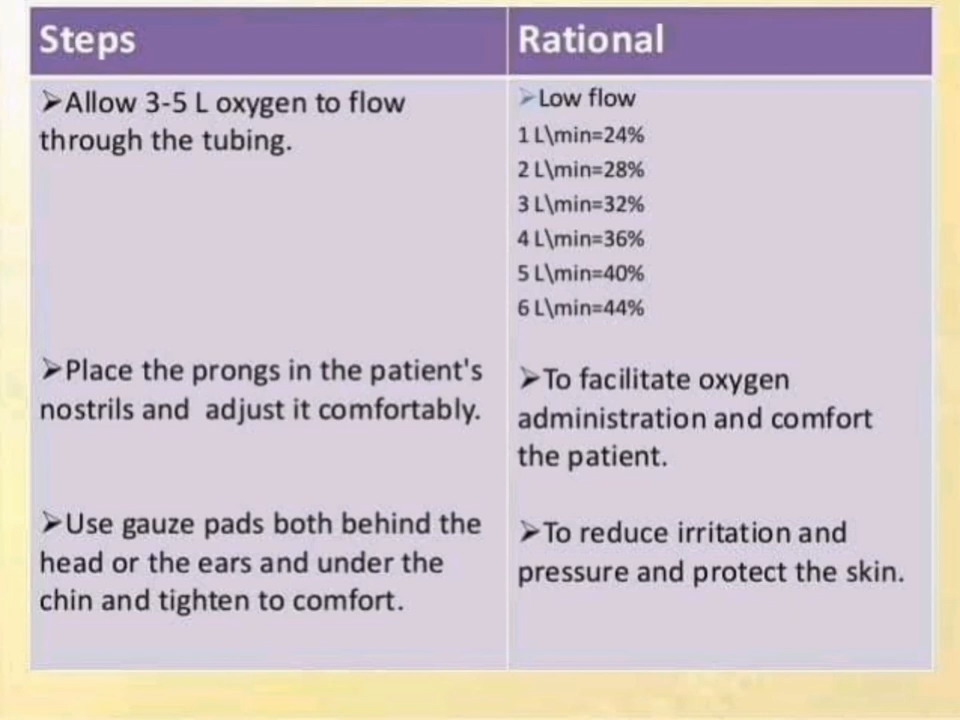 Steps
Rational
➢Allow 3-5 L oxygen to flow
through the tubing.
➢Low flow
1 L\min=24%
2 L\min=28%
3 L\min=32%
4 L\min=36%
5 L\min=40%
6 L\min=44%
➢Place the prongs in the patient's
nostrils and adjust it comfortably.
➢To facilitate oxygen
administration and comfort
the patient.
➢Use gauze pads both behind the
head or the ears and under the
chin and tighten to comfort.
➢To reduce irritation and
pressure and protect the skin.